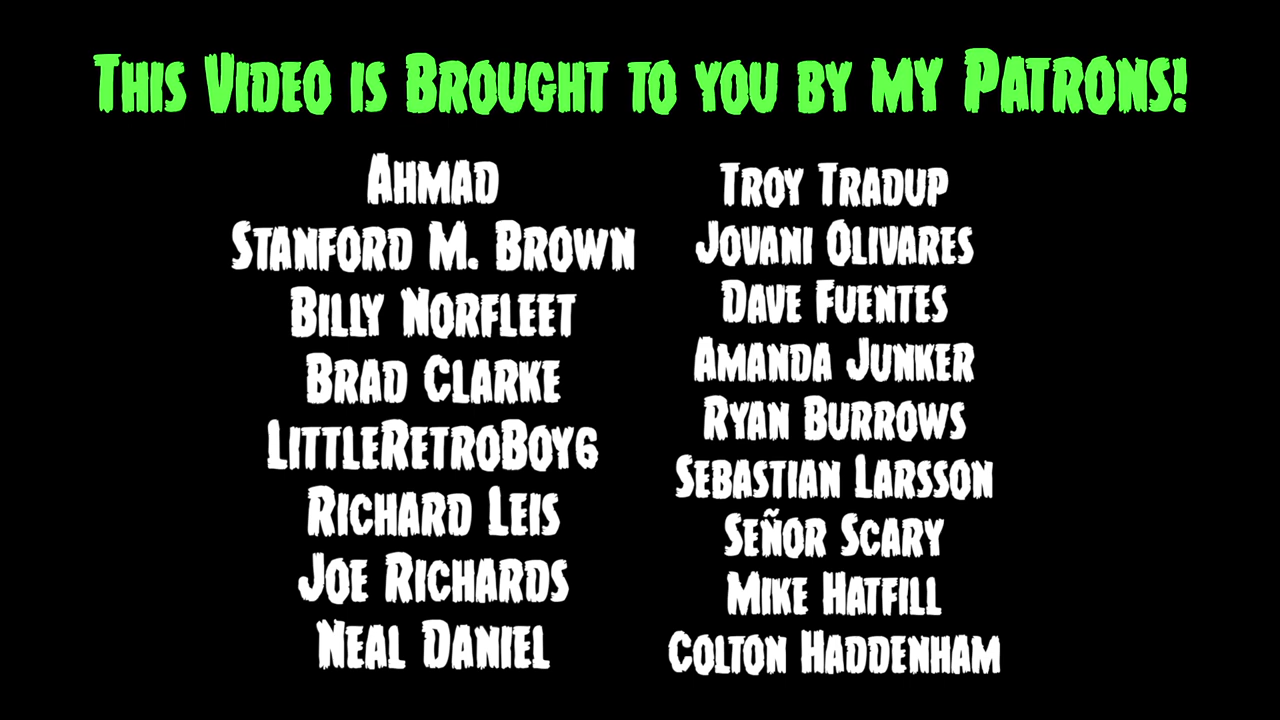 This Video is Brought to you by my Patrons!
Ahmad
Stanford M. Brown
Billy Norfleet
Brad Clarke
LittleRetroBoy6
Richard Leis
Joe Richards
Neal Daniel
Troy Tradup
Jovani Olivares
Dave Fuentes
Amanda Junker
Ryan Burrows
Sebastian Larsson
Señor Scary
Mike Hatfill
Colton Haddenham